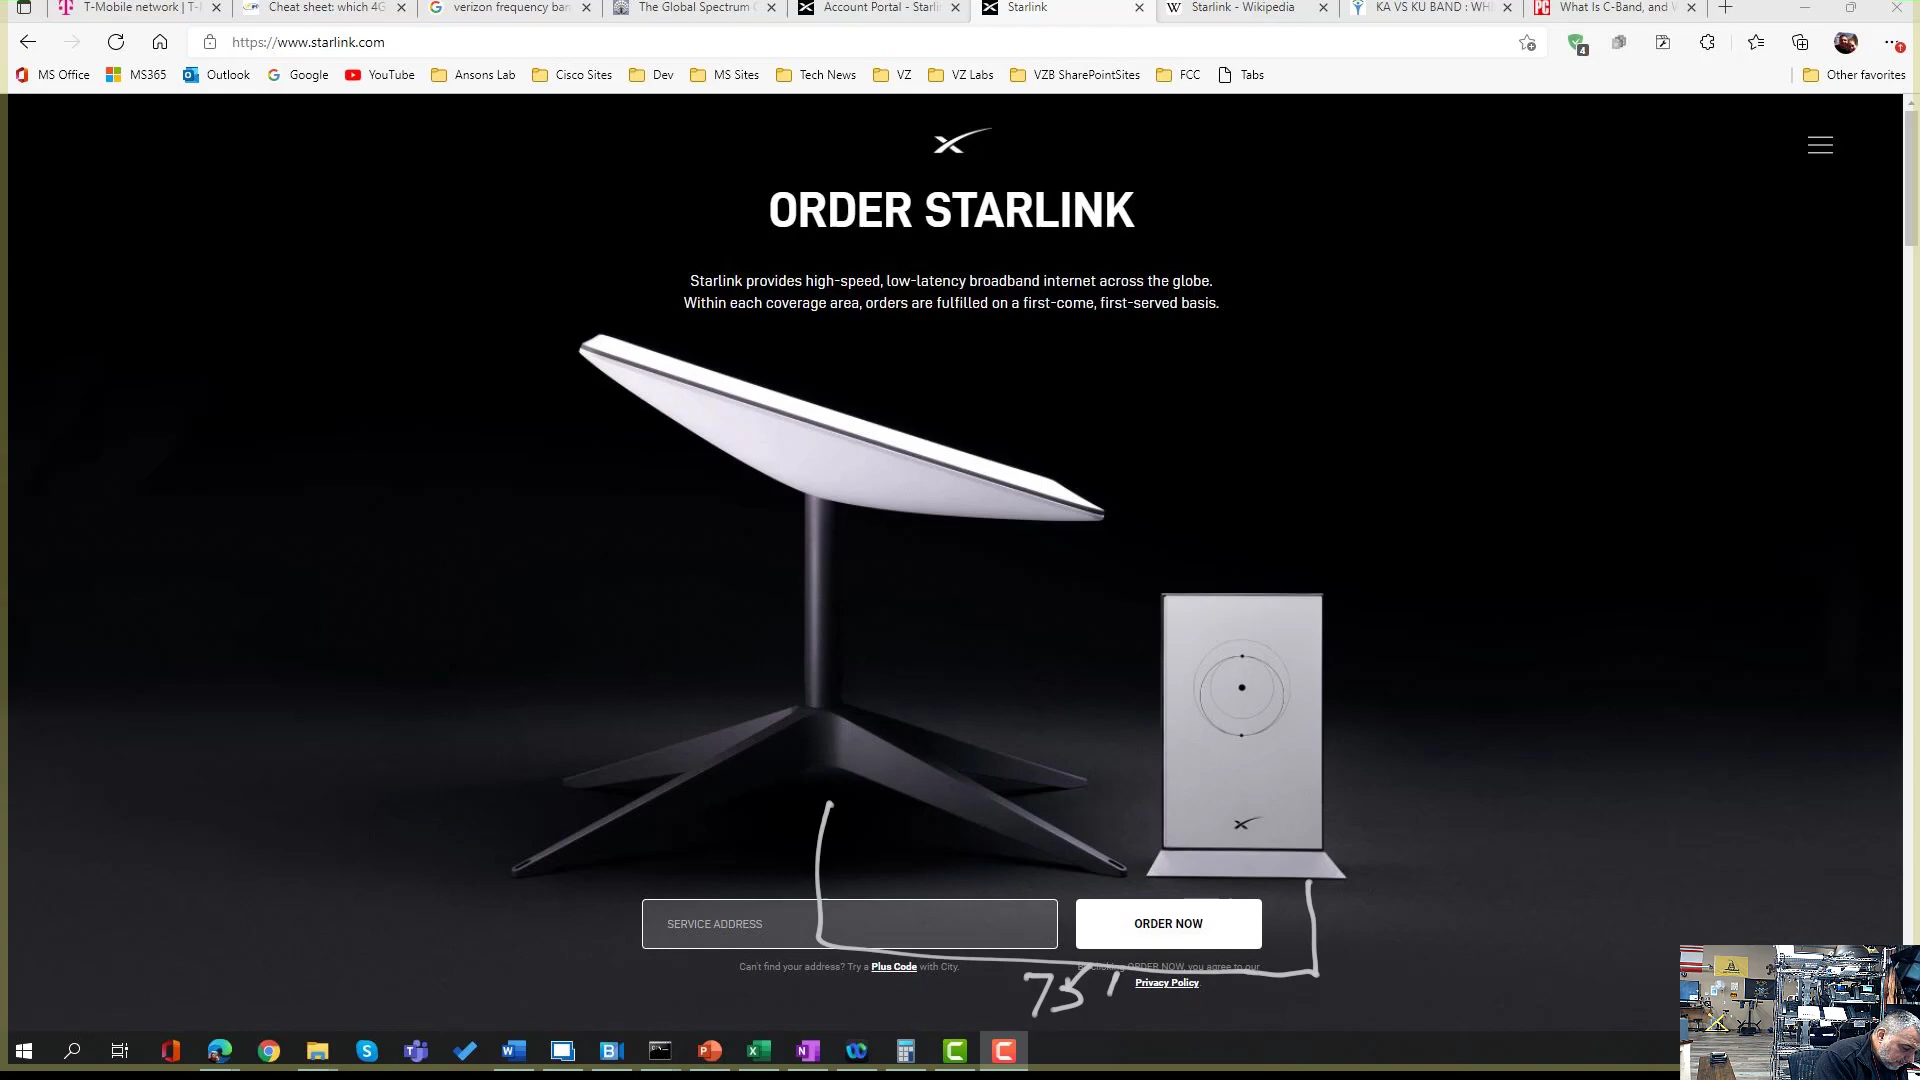 T-Mobile network | T-
Cheat sheet: which 4G
verizon frequency ban
The Global Spectrum
Account Portal - Starli
Starlink
Starlink - Wikipedia
KA VS KU BAND : WH
What Is C-Band, and
https://www.starlink.com
4
MS Office
MS365
Outlook
Google
YouTube
Ansons Lab
Cisco Sites
Dev
MS Sites
Tech News
VZ
VZ Labs
VZB SharePointSites
FCC
Tabs
Other favorites
ORDER STARLINK
Starlink provides high-speed, low-latency broadband internet across the globe.
Within each coverage area, orders are fulfilled on a first-come, first-served basis.
SERVICE ADDRESS
ORDER NOW
Can't find your address? Try a Plus Code with City.
clicking ORDER NOW, you agree to our
Privacy Policy
75'